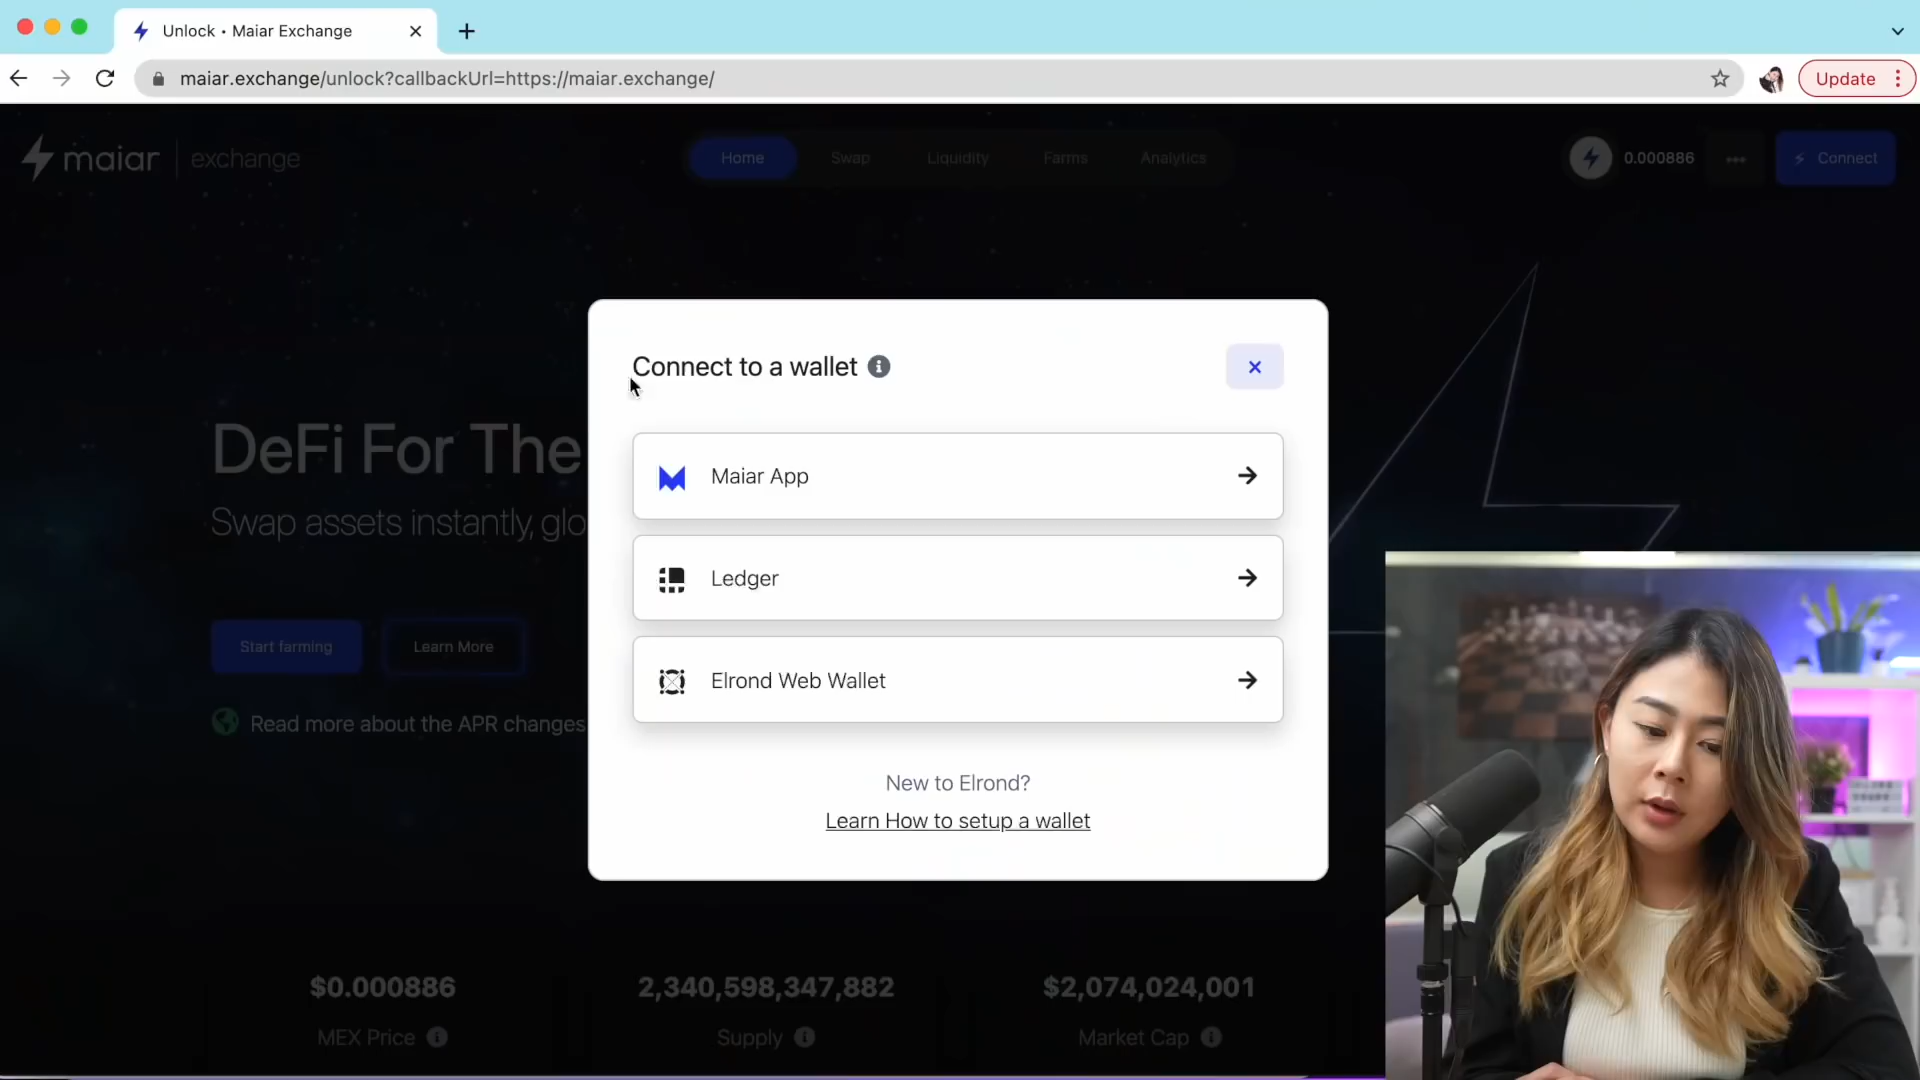 Unlock • Maiar Exchange
maiar.exchange/unlock?callbackUrl=https://maiar.exchange/
Update
maiar exchange
Home
Swap
Liquidity
Farms
Analytics
0.000886
Connect
Connect to a wallet
DeFi For The
Maiar App
Swap assets instantly, glo
Ledger
Start farming
Learn More
Elrond Web Wallet
Read more about the APR changes
New to Elrond?
Learn How to setup a wallet
$0.000886
2,340,598,347,882
$2,074,024,001
MEX Price
Supply
Market Cap